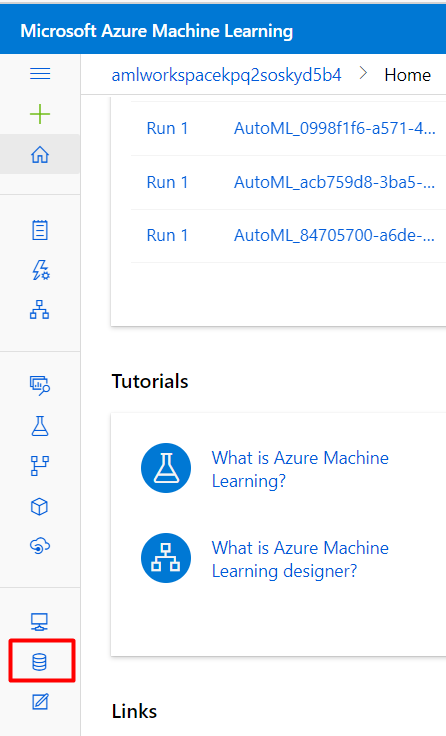 Microsoft Azure Machine Learning
amlworkspacekpq2soskyd5b4 > Home
Run 1 AutoML_0998f1f6-a571-4...
Run 1 AutoML_acb759d8-3ba5-...
Run 1 AutoML_84705700-a6de-...
Tutorials
What is Azure Machine
Learning?
What is Azure Machine
Learning designer?
Links